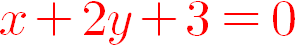 x + 2y + 3 = 0